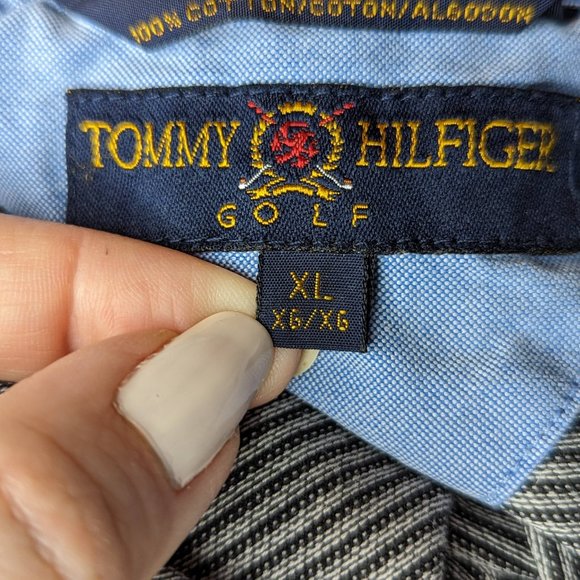 100% COTTON/COTON/ALGODON
TOMMY HILFIGER
GOLF
XL
XG/XG